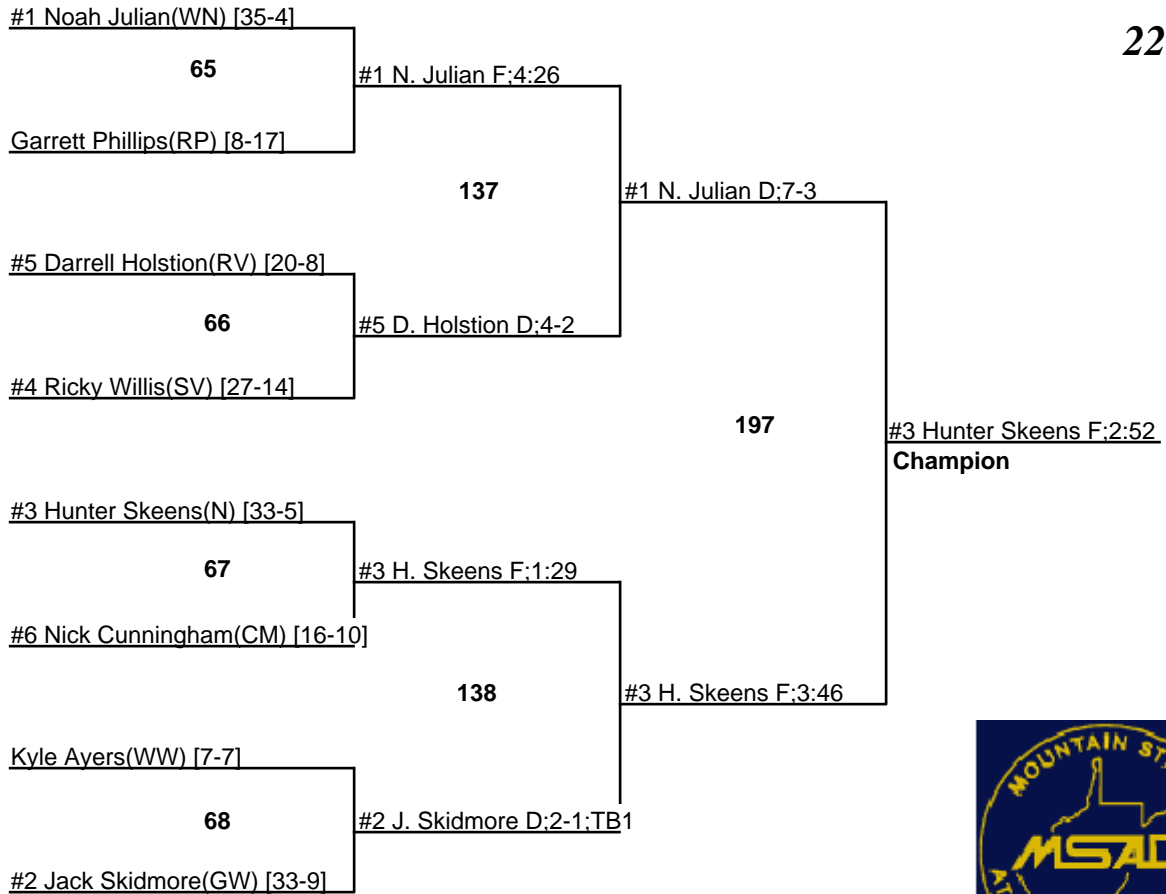 #1 Noah Julian(WN) [35-4]
22
65
#1 N. Julian F;4:26
Garrett Phillips(RP) [8-17]
137
#1 N. Julian D;7-3
#5 Darrell Holstion(RV) [20-8]
66
#5 D. Holstion D;4-2
#4 Ricky Willis(SV) [27-14]
197
#3 Hunter Skeens F;2:52
Champion
#3 Hunter Skeens(N) [33-5]
67
#3 H. Skeens F;1:29
#6 Nick Cunningham(CM) [16-10]
138
#3 H. Skeens F;3:46
Kyle Ayers(WW) [7-7]
68
#2 J. Skidmore D;2-1;TB1
#2 Jack Skidmore(GW) [33-9]
MOUNTAIN